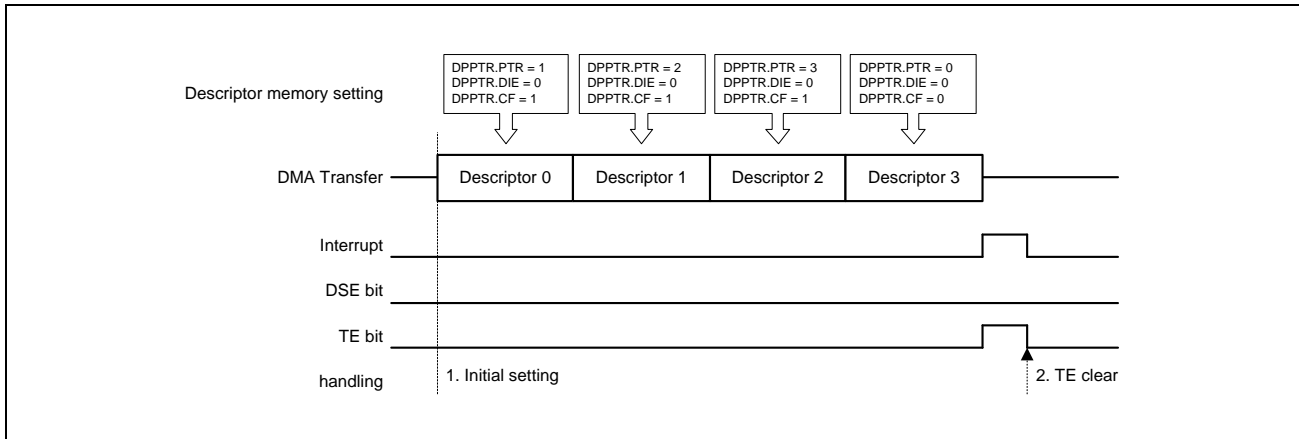 DPPTR.PTR = 1
DPPTR.DIE = 0
DPPTR.CF = 1
DPPTR.PTR = 2
DPPTR.DIE = 0
DPPTR.CF = 1
DPPTR.PTR = 3
DPPTR.DIE = 0
DPPTR.CF = 1
DPPTR.PTR = 0
DPPTR.DIE = 0
DPPTR.CF = 0
Descriptor memory setting
DMA Transfer
Descriptor 0
Descriptor 1
Descriptor 2
Descriptor 3
Interrupt
DSE bit
TE bit
handling
1. Initial setting
2. TE clear